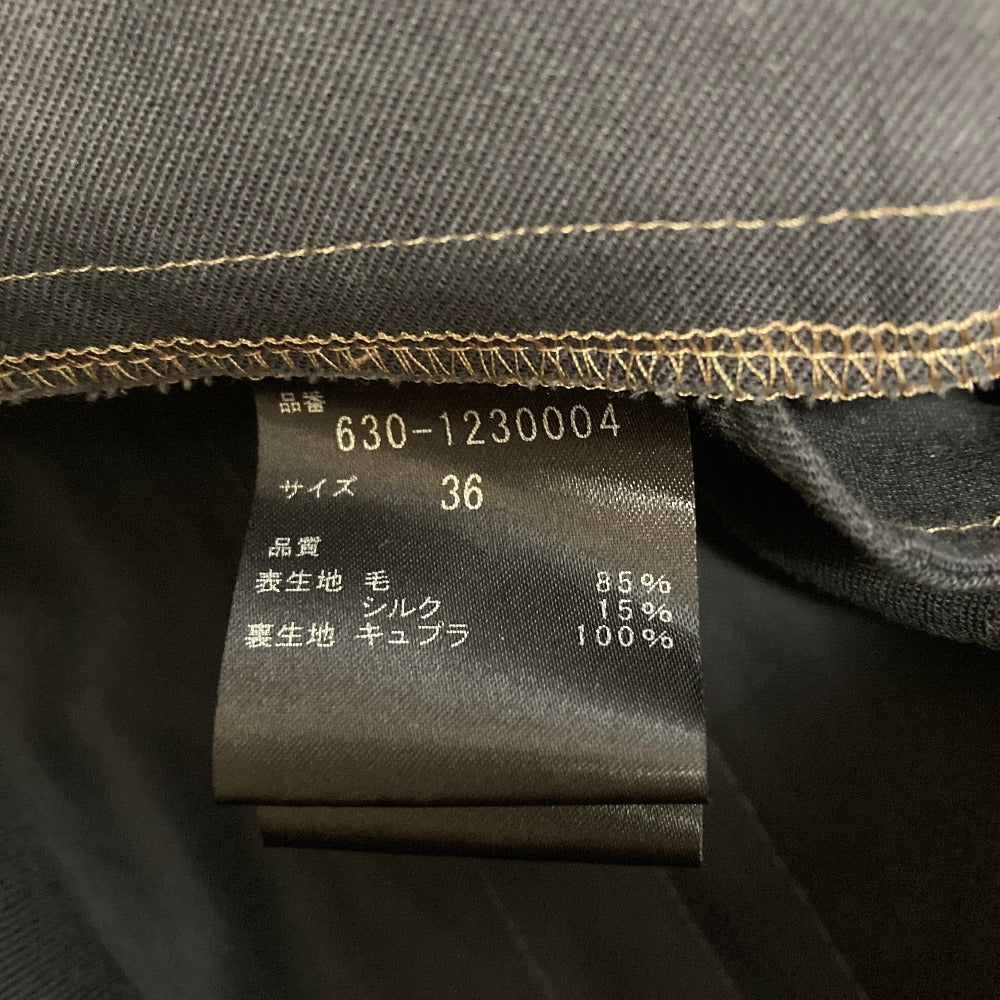 品番
630-1230004
サイズ 36
品質
表生地 毛 85%
シルク 15%
裏生地 キュプラ 100%